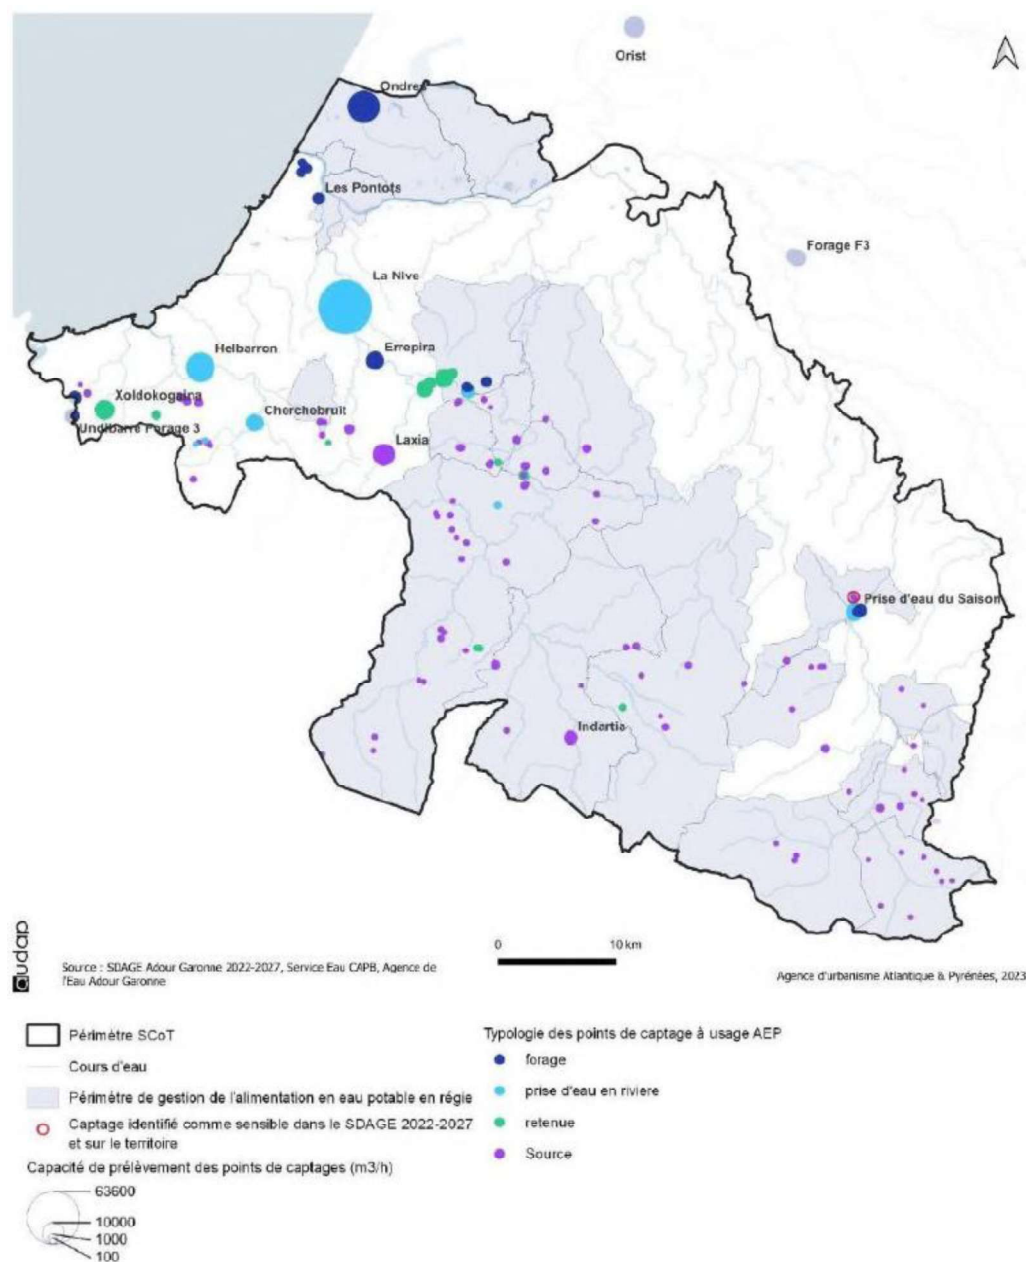 Orist
Ondres
Les Pontots
Forage F3
La Nive
Errepira
Helbarron
Xoldokogaina
Cherchebruit
Undibarre Forage 3
Laxia
Prise d'eau du Saison
Indartia
0 10 km
audap
Source : SDAGE Adour Garonne 2022-2027, Service Eau CAPB, Agence de
l'Eau Adour Garonne
Agence d'urbanisme Atlantique & Pyrénées, 2023
Périmètre SCoT
Cours d'eau
Périmètre de gestion de l'alimentation en eau potable en régie
Captage identifié comme sensible dans le SDAGE 2022-2027
et sur le territoire
Capacité de prélèvement des points de captages (m3/h)
63600
10000
1000
100
Typologie des points de captage à usage AEP
forage
prise d'eau en riviere
retenue
Source